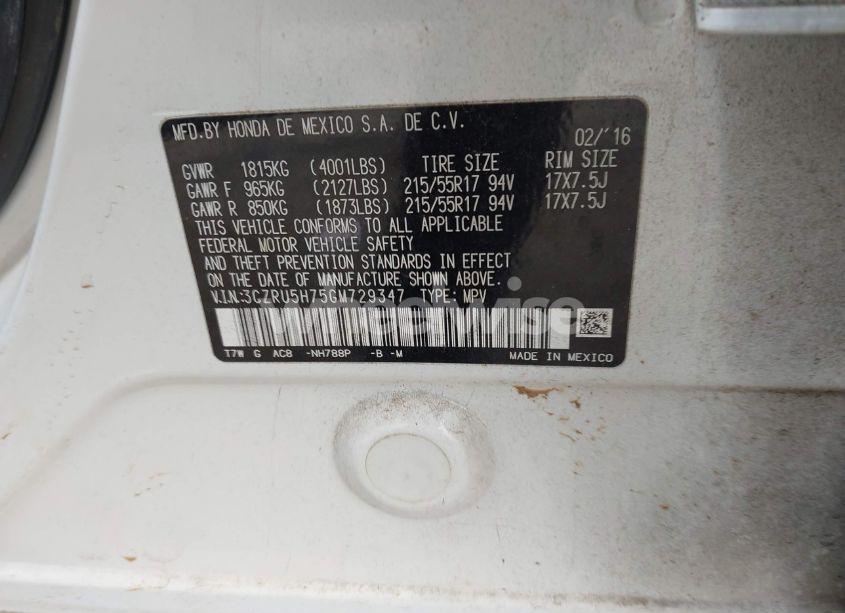 MFD.BY HONDA DE MEXICO S.A. DE C.V.
02/'16
GVWR 1815KG (4001LBS) TIRE SIZE RIM SIZE
GAWR F 965KG (2127LBS) 215/55R17 94V 17X7.5J
GAWR R 850KG (1873LBS) 215/55R17 94V 17X7.5J
THIS VEHICLE CONFORMS TO ALL APPLICABLE
FEDERAL MOTOR VEHICLE SAFETY
AND THEFT PREVENTION STANDARDS IN EFFECT
ON THE DATE OF MANUFACTURE SHOWN ABOVE.
V.I.N:3CZRU5H75GM729347 TYPE: MPV
T7W G AC8 -NH788P -B -M
MADE IN MEXICO